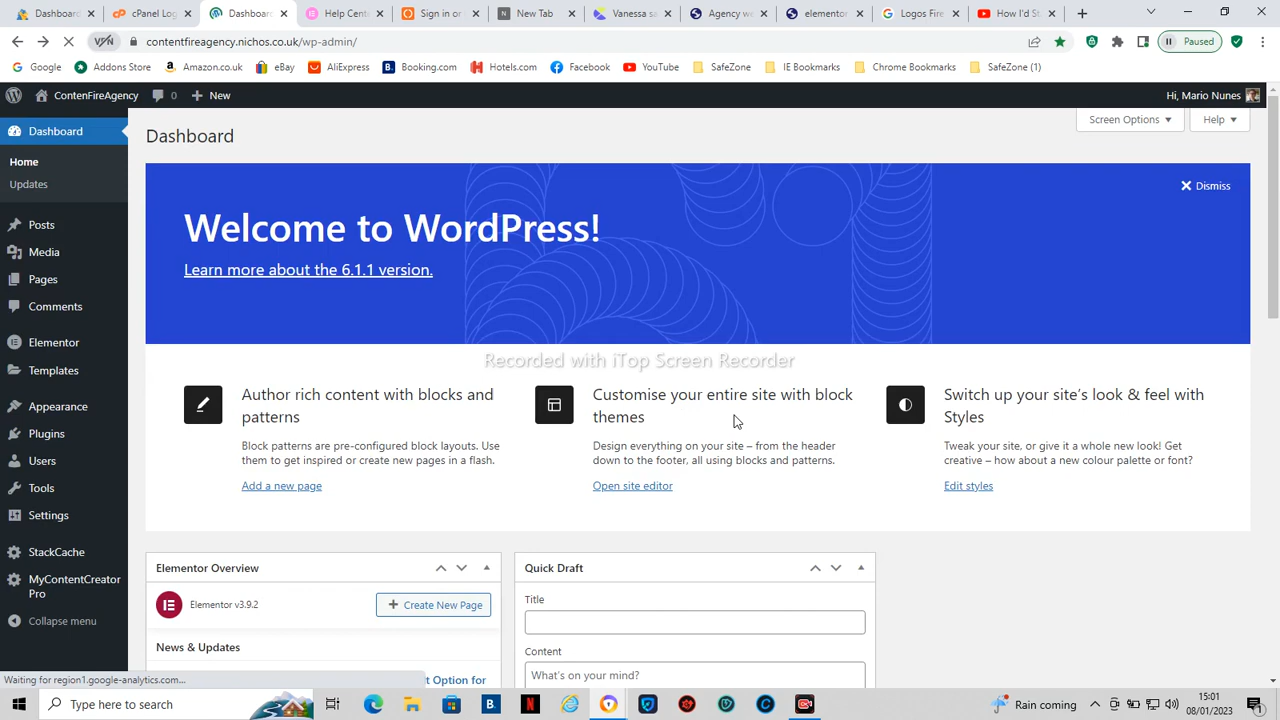 Dashboard
cPanel Log
Dashboard
Help Cent
Sign in or
New Tab
Vanessa sa
Agency we
elementor
Logos Fire
How I'd St
VPN
contentfireagency.nichos.co.uk/wp-admin/
Paused
Google
Addons Store
Amazon.co.uk
eBay
AliExpress
Booking.com
Hotels.com
Facebook
YouTube
SafeZone
IE Bookmarks
Chrome Bookmarks
SafeZone (1)
ContenFireAgency
0
New
Hi, Mario Nunes
Dashboard
Home
Updates
Posts
Media
Pages
Comments
Elementor
Templates
Appearance
Plugins
Users
Tools
Settings
StackCache
MyContentCreator
Pro
Collapse menu
Dashboard
Screen Options
Help
Dismiss
Welcome to WordPress!
Learn more about the 6.1.1 version.
Recorded with iTop Screen Recorder
Author rich content with blocks and
patterns
Block patterns are pre-configured block layouts. Use
them to get inspired or create new pages in a flash.
Add a new page
Customise your entire site with block
themes
Design everything on your site – from the header
down to the footer, all using blocks and patterns.
Open site editor
Switch up your site's look & feel with
Styles
Tweak your site, or give it a whole new look! Get
creative – how about a new colour palette or font?
Edit styles
Elementor Overview
Elementor v3.9.2
Create New Page
News & Updates
t Option for
Quick Draft
Title
Content
What's on your mind?
Waiting for region1.google-analytics.com...
Type here to search
Rain coming
15:01
08/01/2023
1